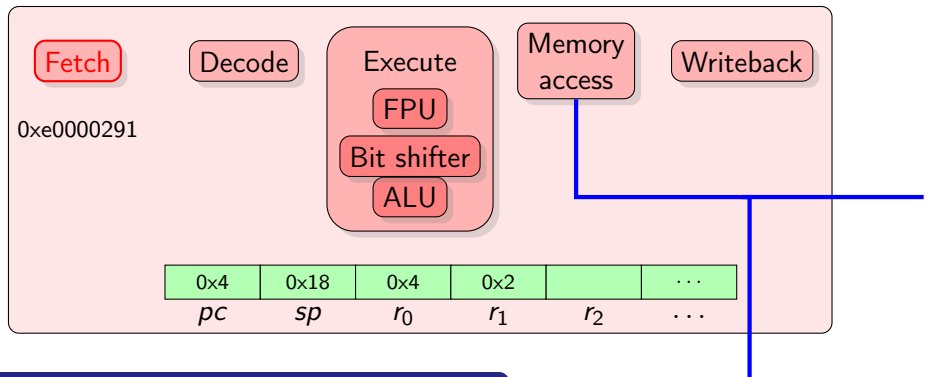 Fetch
Decode
Execute
Memory
access
Writeback
FPU
0xe0000291
Bit shifter
ALU
0x4 0x18 0x4 0x2 ...
pc sp r0 r1 r2 ...